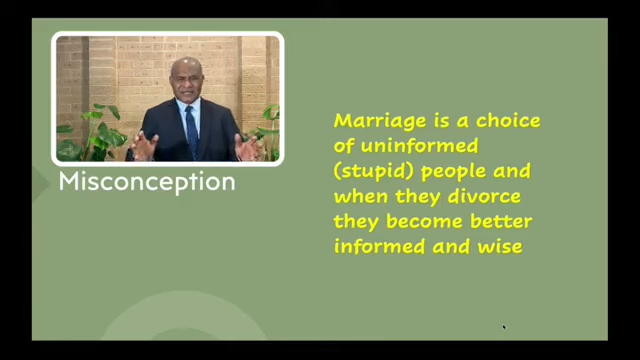 Misconception
Marriage is a choice
of uninformed
(stupid) people and
when they divorce
they become better
informed and wise